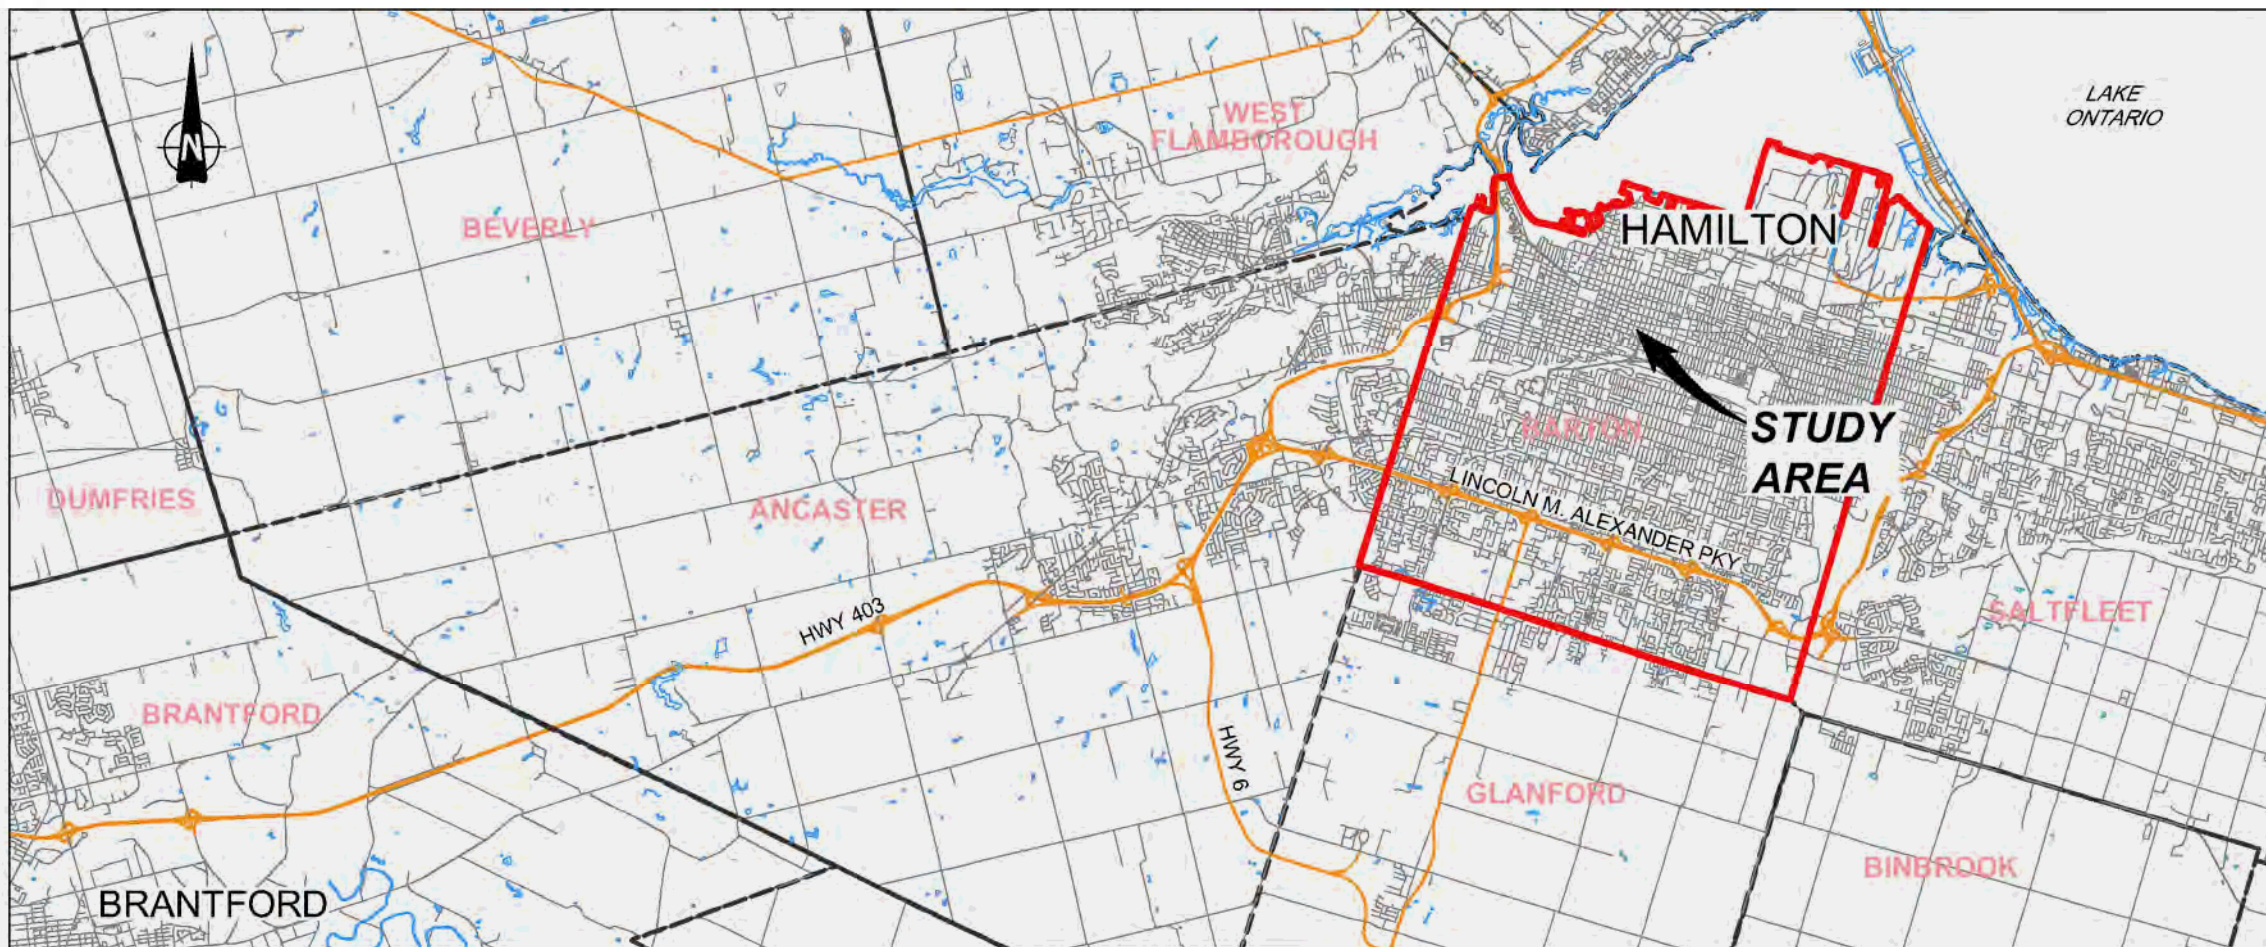 LAKE
ONTARIO
WEST
FLAMBOROUGH
N
BEVERLY
HAMILTON
STUDY
AREA
BARTON
LINCOLN M. ALEXANDER PKY
DUMFRIES
ANCASTER
HWY 403
SALTFLEET
BRANTFORD
HWY 6
GLANFORD
BINBROOK
BRANTFORD